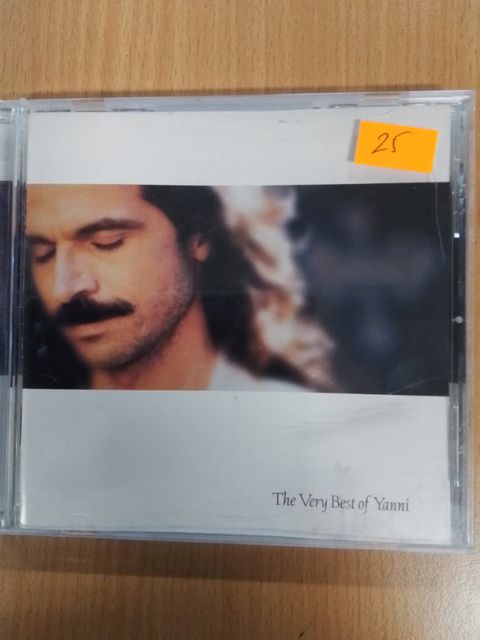 25
The Very Best of Yanni